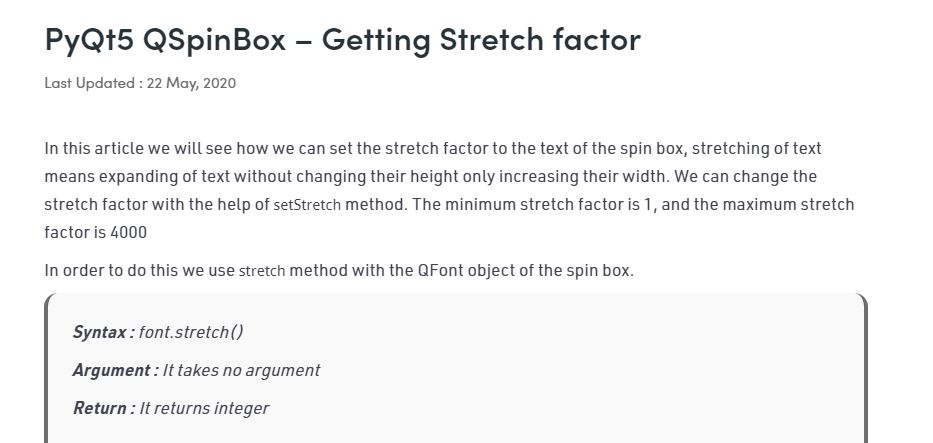 PyQt5 QSpinBox – Getting Stretch factor
Last Updated : 22 May, 2020
In this article we will see how we can set the stretch factor to the text of the spin box, stretching of text
means expanding of text without changing their height only increasing their width. We can change the
stretch factor with the help of setStretch method. The minimum stretch factor is 1, and the maximum stretch
factor is 4000
In order to do this we use stretch method with the QFont object of the spin box.
Syntax : font.stretch()
Argument : It takes no argument
Return : It returns integer